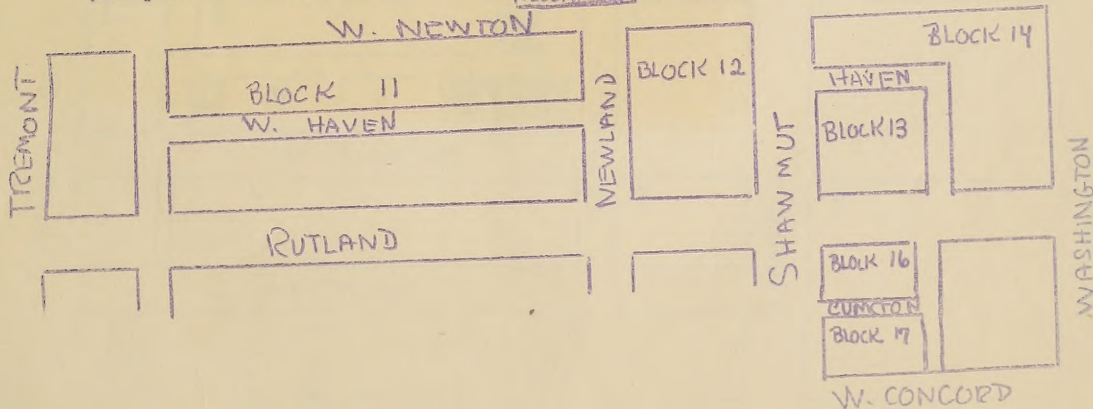 W. NEWTON
BLOCK 14
TREMONT
BLOCK 11
NEWLAND
BLOCK 12
HAVEN
W. HAVEN
BLOCK 13
SHAWMUT
WASHINGTON
RUTLAND
BLOCK 16
BLOCK 17
W. CONCORD